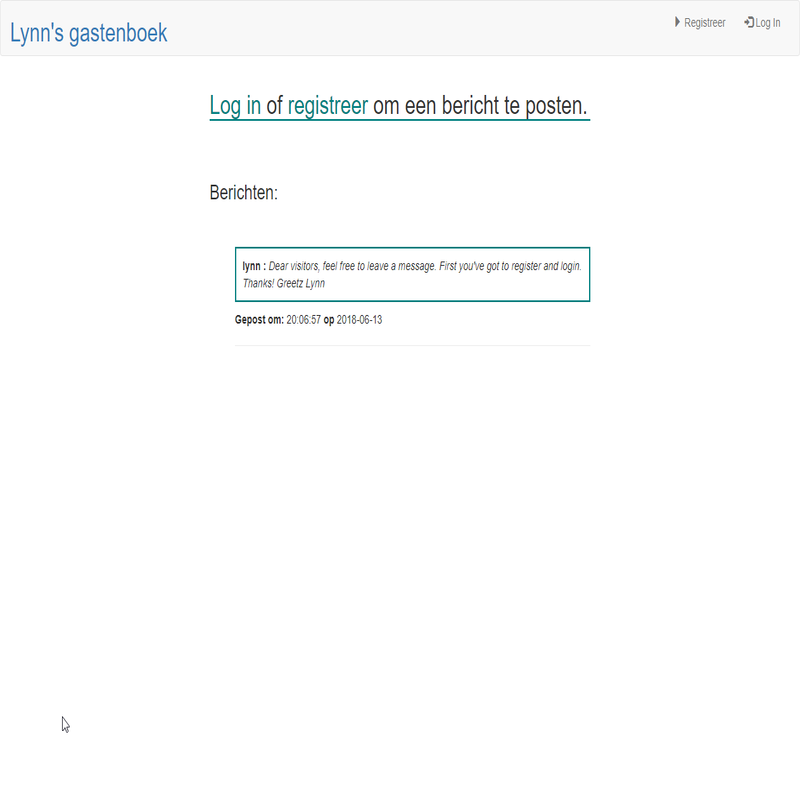 Lynn's gastenboek
Registreer Log In
Log in of registreer om een bericht te posten.
Berichten:
lynn : Dear visitors, feel free to leave a message. First you've got to register and login.
Thanks! Greetz Lynn
Gepost om: 20:06:57 op 2018-06-13